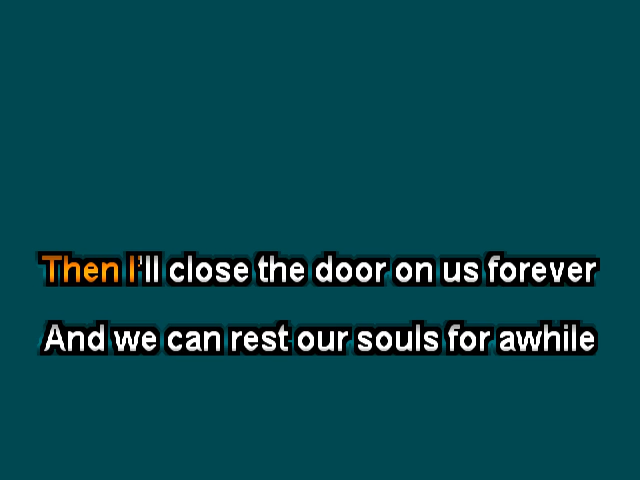 Then I'll close the door on us forever
And we can rest our souls for awhile